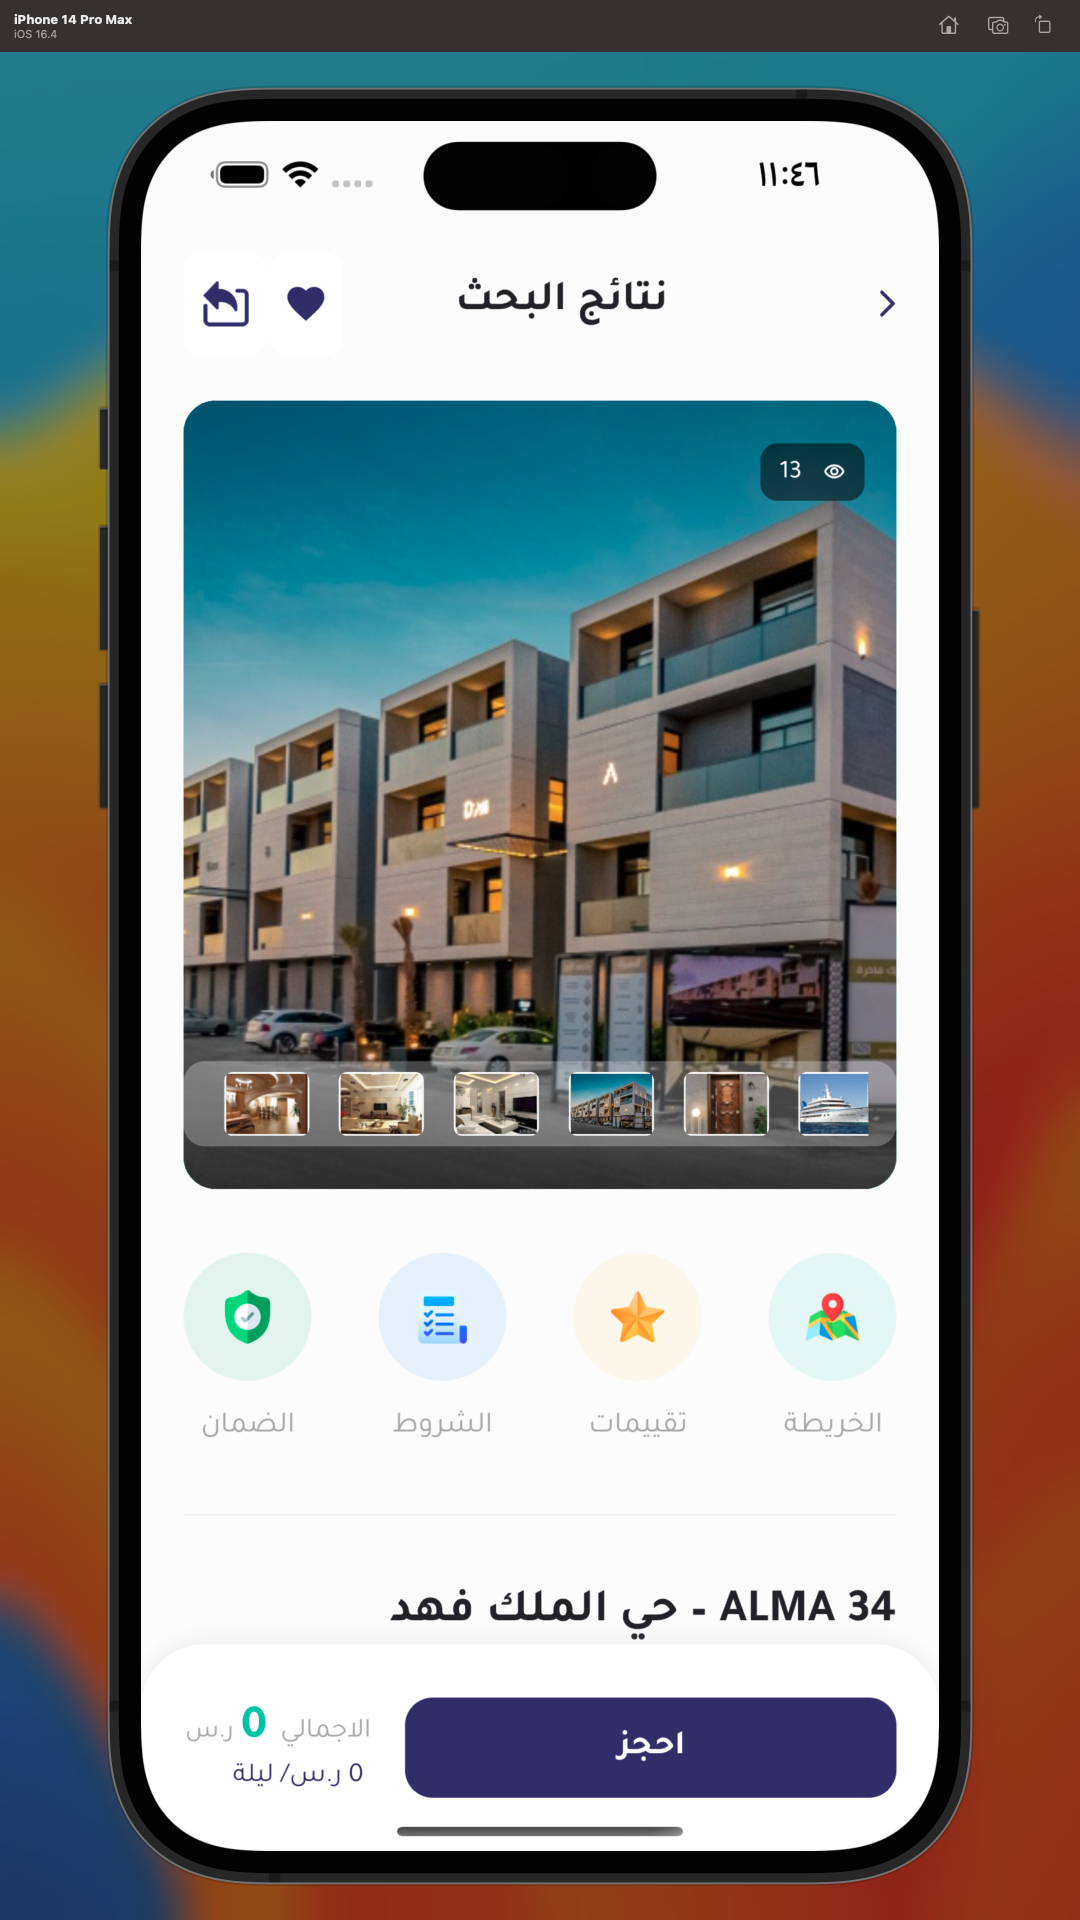 iPhone 14 Pro Max
iOS 16.4
١١:٤٦
نتائج البحث
13
A
الخريطة
تقييمات
الشروط
الضمان
ALMA 34 - حي الملك فهد
احجز
الاجمالي 0 ر.س
0 ر.س/ ليلة